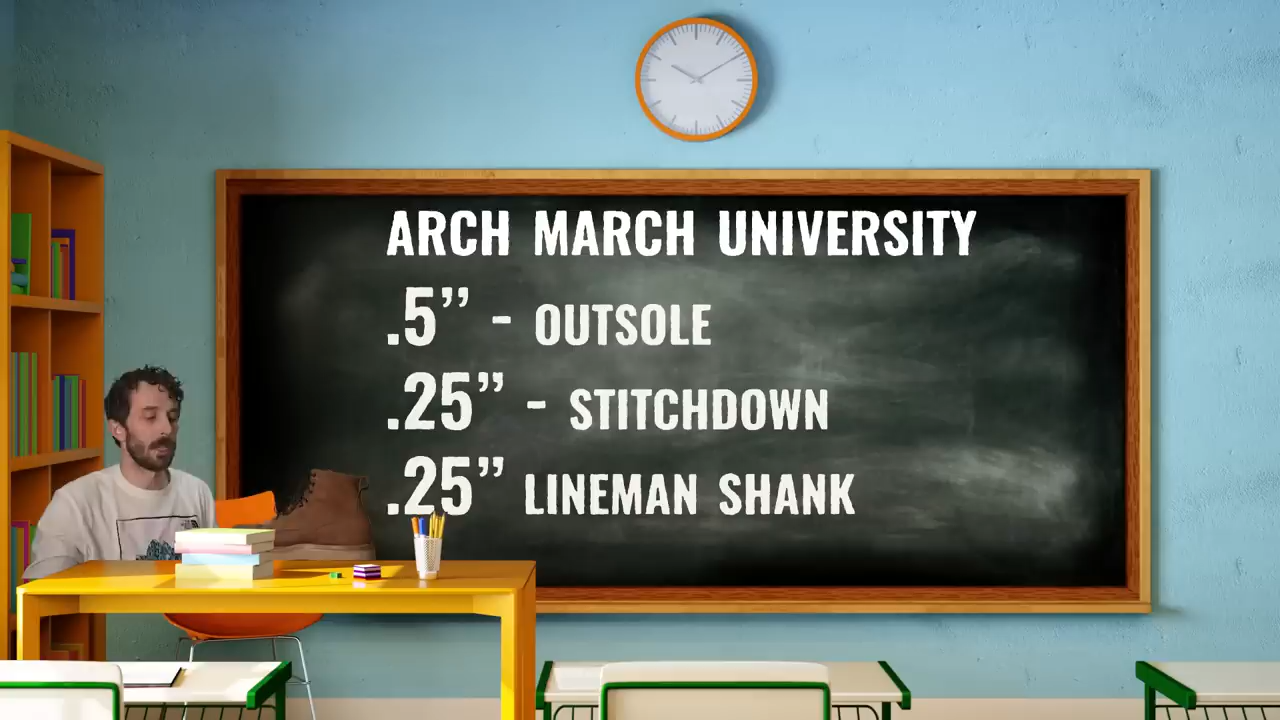 ARCH MARCH UNIVERSITY
.5” - OUTSOLE
.25” - STITCHDOWN
.25” LINEMAN SHANK